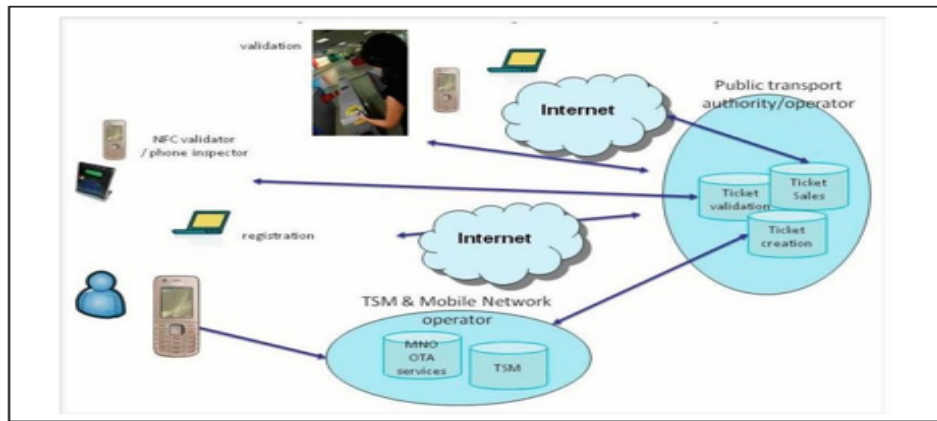 validation
Internet
Public transport
authority/operator
NFC validator
/ phone inspector
Ticket
validation
Ticket
Sales
Ticket
creation
registration
Internet
TSM & Mobile Network
operator
MNO
OTA
services
TSM